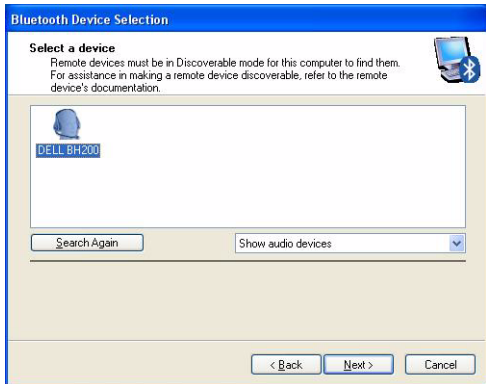 Bluetooth Device Selection
Select a device
Remote devices must be in Discoverable mode for this computer to find them.
For assistance in making a remote device discoverable, refer to the remote
device's documentation.
DELL BH200
Search Again
Show audio devices
< Back
Next >
Cancel